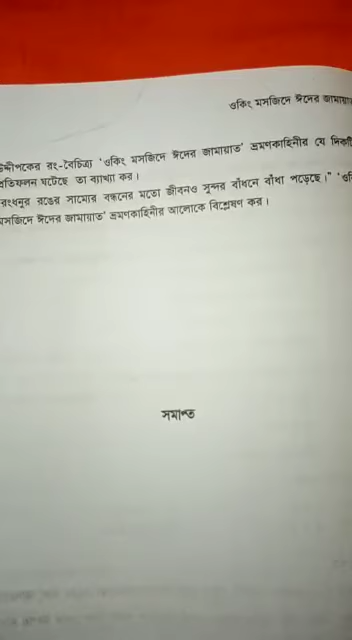 ওকিং মসজিদে ঈদের জামায়াত
উদ্দীপকের রং-বৈচিত্র্য 'ওকিং মসজিদে ঈদের জামায়াত' ভ্রমণকাহিনীর যে দিকটি
প্রতিফলন ঘটেছে তা ব্যাখ্যা কর।
রংধনুর রঙের সাম্যের বন্ধনের মতো জীবনও সুন্দর বাঁধনে বাঁধা পড়েছে।"
মসজিদে ঈদের জামায়াত' ভ্রমণকাহিনীর আলোকে বিশ্লেষণ কর।
সমাপ্ত